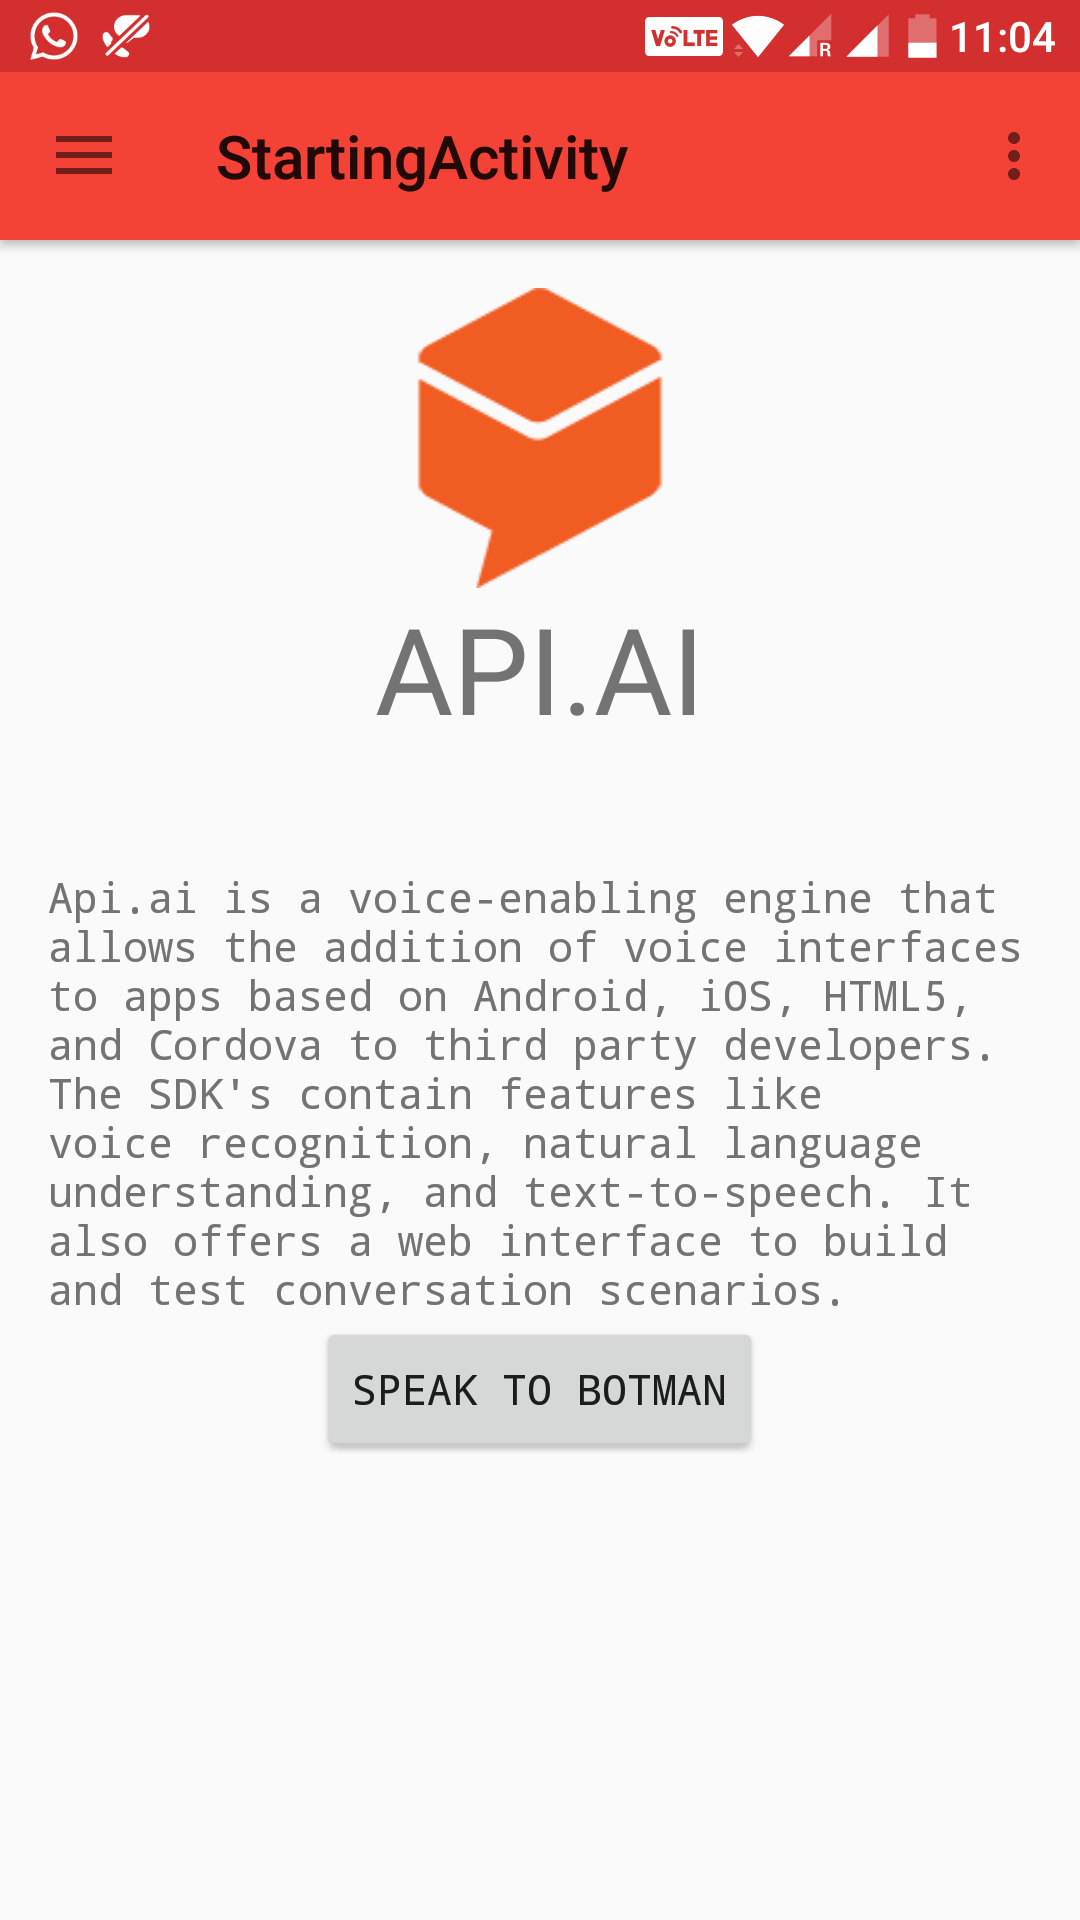 VoLTE R 11:04
StartingActivity
API.AI
Api.ai is a voice-enabling engine that
allows the addition of voice interfaces
to apps based on Android, iOS, HTML5,
and Cordova to third party developers.
The SDK's contain features like
voice recognition, natural language
understanding, and text-to-speech. It
also offers a web interface to build
and test conversation scenarios.
SPEAK TO BOTMAN